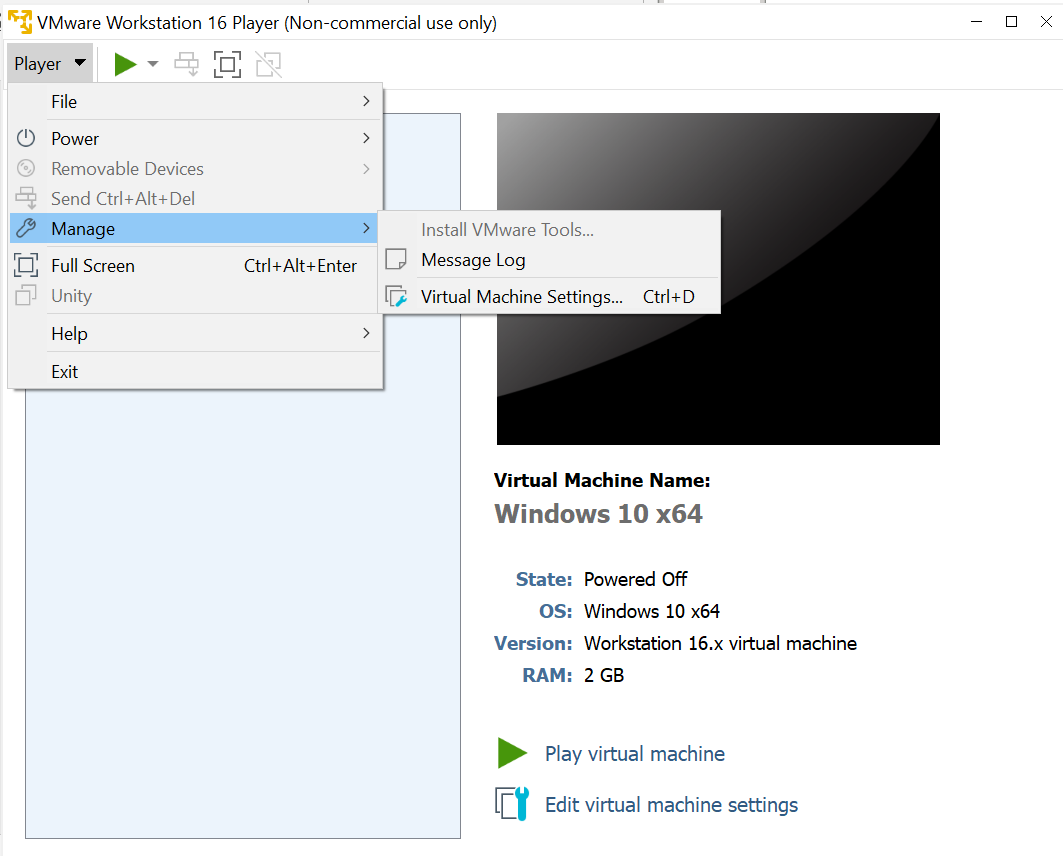 VMware Workstation 16 Player (Non-commercial use only)
Player
File
Power
Removable Devices
Send Ctrl+Alt+Del
Manage
Install VMware Tools...
Message Log
Virtual Machine Settings... Ctrl+D
Full Screen Ctrl+Alt+Enter
Unity
Help
Exit
Virtual Machine Name:
Windows 10 x64
State: Powered Off
OS: Windows 10 x64
Version: Workstation 16.x virtual machine
RAM: 2 GB
Play virtual machine
Edit virtual machine settings